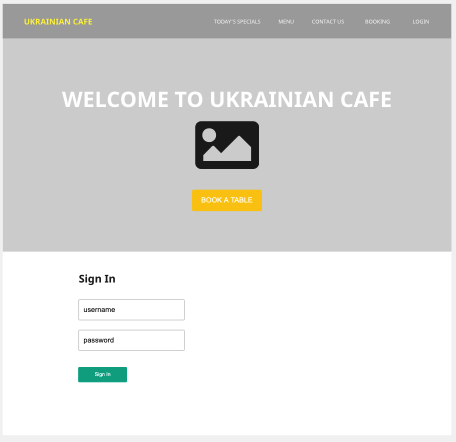 UKRAINIAN CAFE
TODAY'S SPECIALS MENU CONTACT US BOOKING LOGIN
WELCOME TO UKRAINIAN CAFE
BOOK A TABLE
Sign In
username
password
Sign In